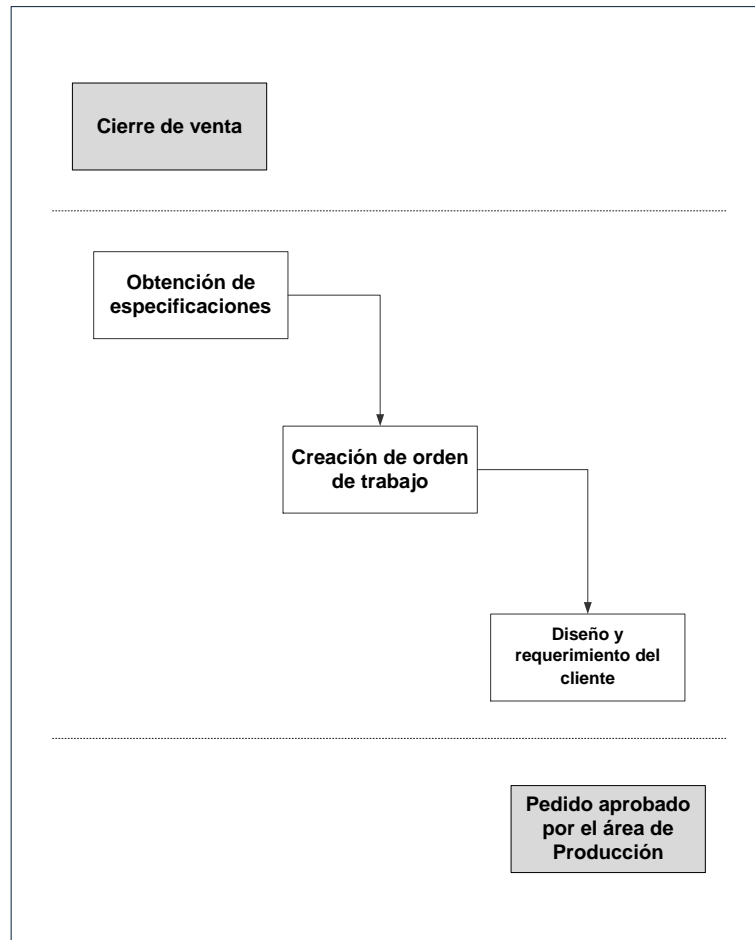 Cierre de venta
Obtención de
especificaciones
Creación de orden
de trabajo
Diseño y
requerimiento del
cliente
Pedido aprobado
por el área de
Producción